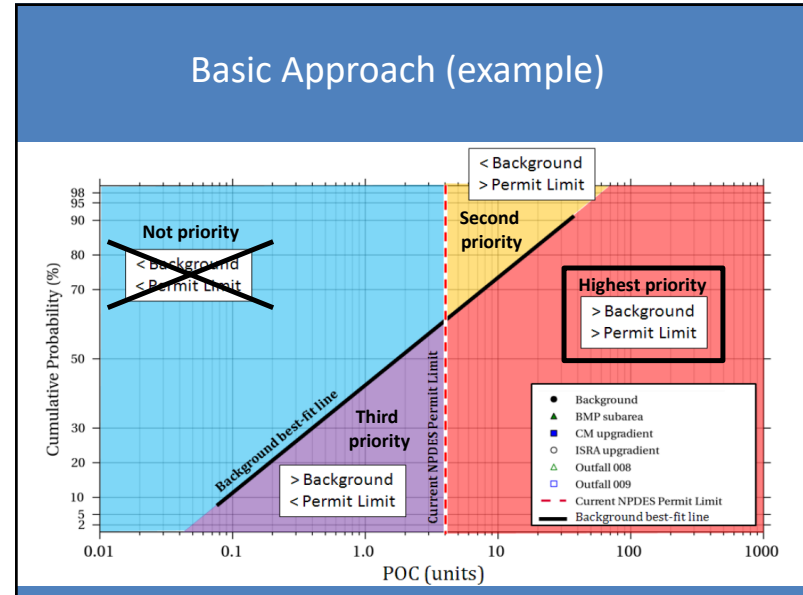 Basic Approach (example)
< Background
> Permit Limit
98
95
90
80
70
50
30
20
10
5
2
Cumulative Probability (%)
Not priority
< Background
< Permit Limit
Second
priority
Highest priority
> Background
> Permit Limit
Background best-fit line
Third
priority
> Background
< Permit Limit
Current NPDES Permit Limit
Background
BMP subarea
CM upgradient
ISRA upgradient
Outfall 008
Outfall 009
Current NPDES Permit Limit
Background best-fit line
0.01
0.1
1.0
10
100
1000
POC (units)